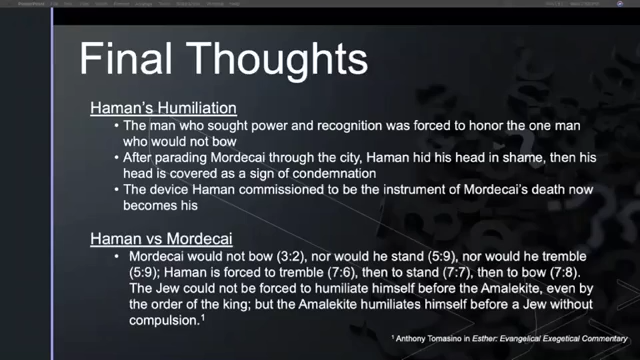 Final Thoughts
Haman's Humiliation
• The man who sought power and recognition was forced to honor the one man
who would not bow
• After parading Mordecai through the city, Haman hid his head in shame, then his
head is covered as a sign of condemnation
• The device Haman commissioned to be the instrument of Mordecai's death now
becomes his
Haman vs Mordecai
• Mordecai would not bow (3:2), nor would he stand (5:9), nor would he tremble
(5:9); Haman is forced to tremble (7:6), then to stand (7:7), then to bow (7:8).
The Jew could not be forced to humiliate himself before the Amalekite, even by
the order of the king; but the Amalekite humiliates himself before a Jew without
compulsion.¹
¹ Anthony Tomasino in Esther: Evangelical Exegetical Commentary